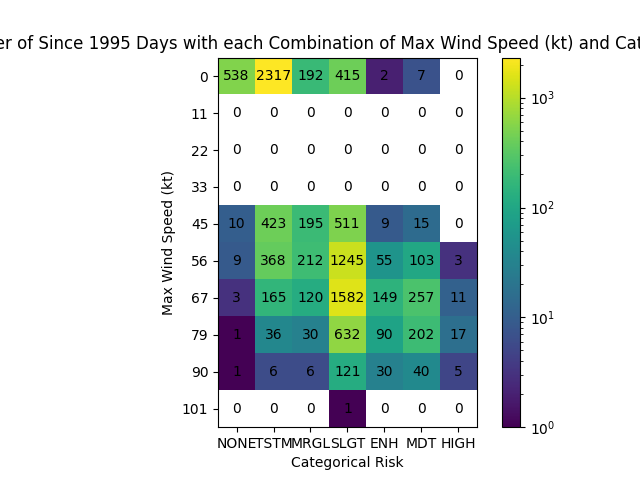 er of Since 1995 Days with each Combination of Max Wind Speed (kt) and Cat
0 538 2317 192 415 2 7 0
11 0 0 0 0 0 0 0
22 0 0 0 0 0 0 0
33 0 0 0 0 0 0 0
45 10 423 195 511 9 15 0
56 9 368 212 1245 55 103 3
67 3 165 120 1582 149 257 11
79 1 36 30 632 90 202 17
90 1 6 6 121 30 40 5
101 0 0 0 1 0 0 0
NONE TSTM MRGL SLGT ENH MDT HIGH
Categorical Risk
Max Wind Speed (kt)
10³
10²
10¹
10⁰